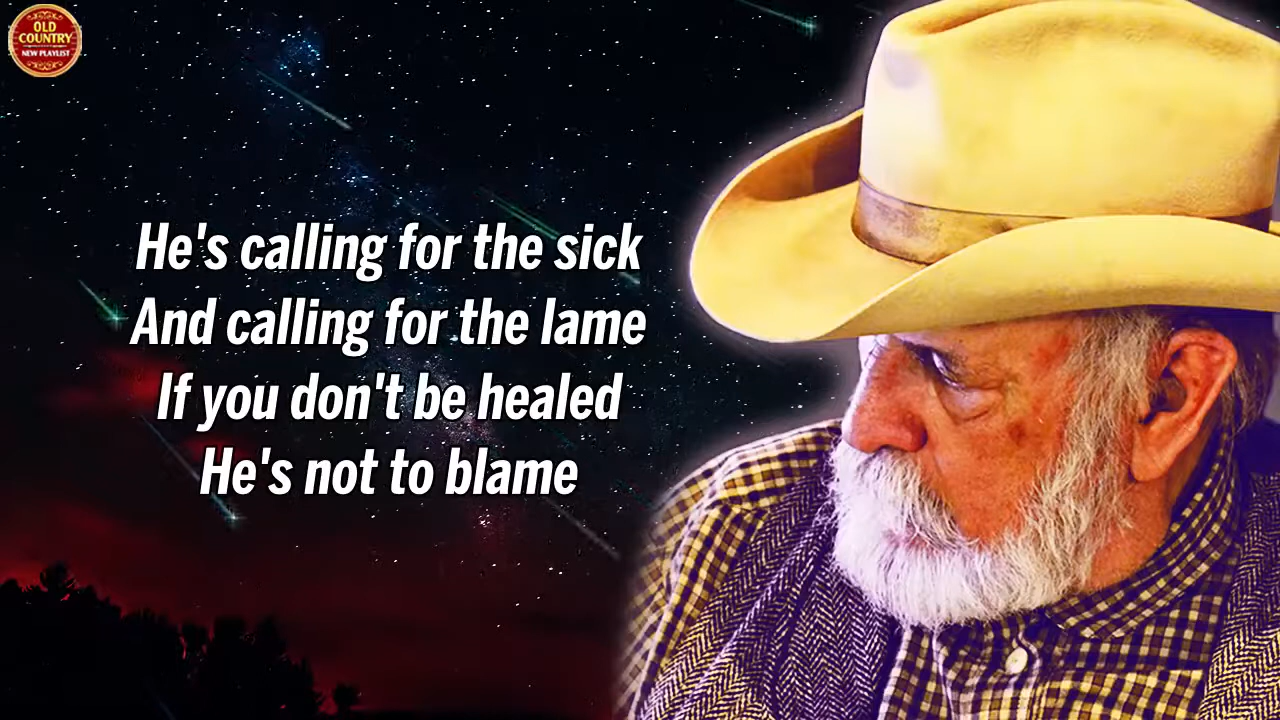 OLD
COUNTRY
NEW PLAYLIST
He's calling for the sick
And calling for the lame
If you don't be healed
He's not to blame